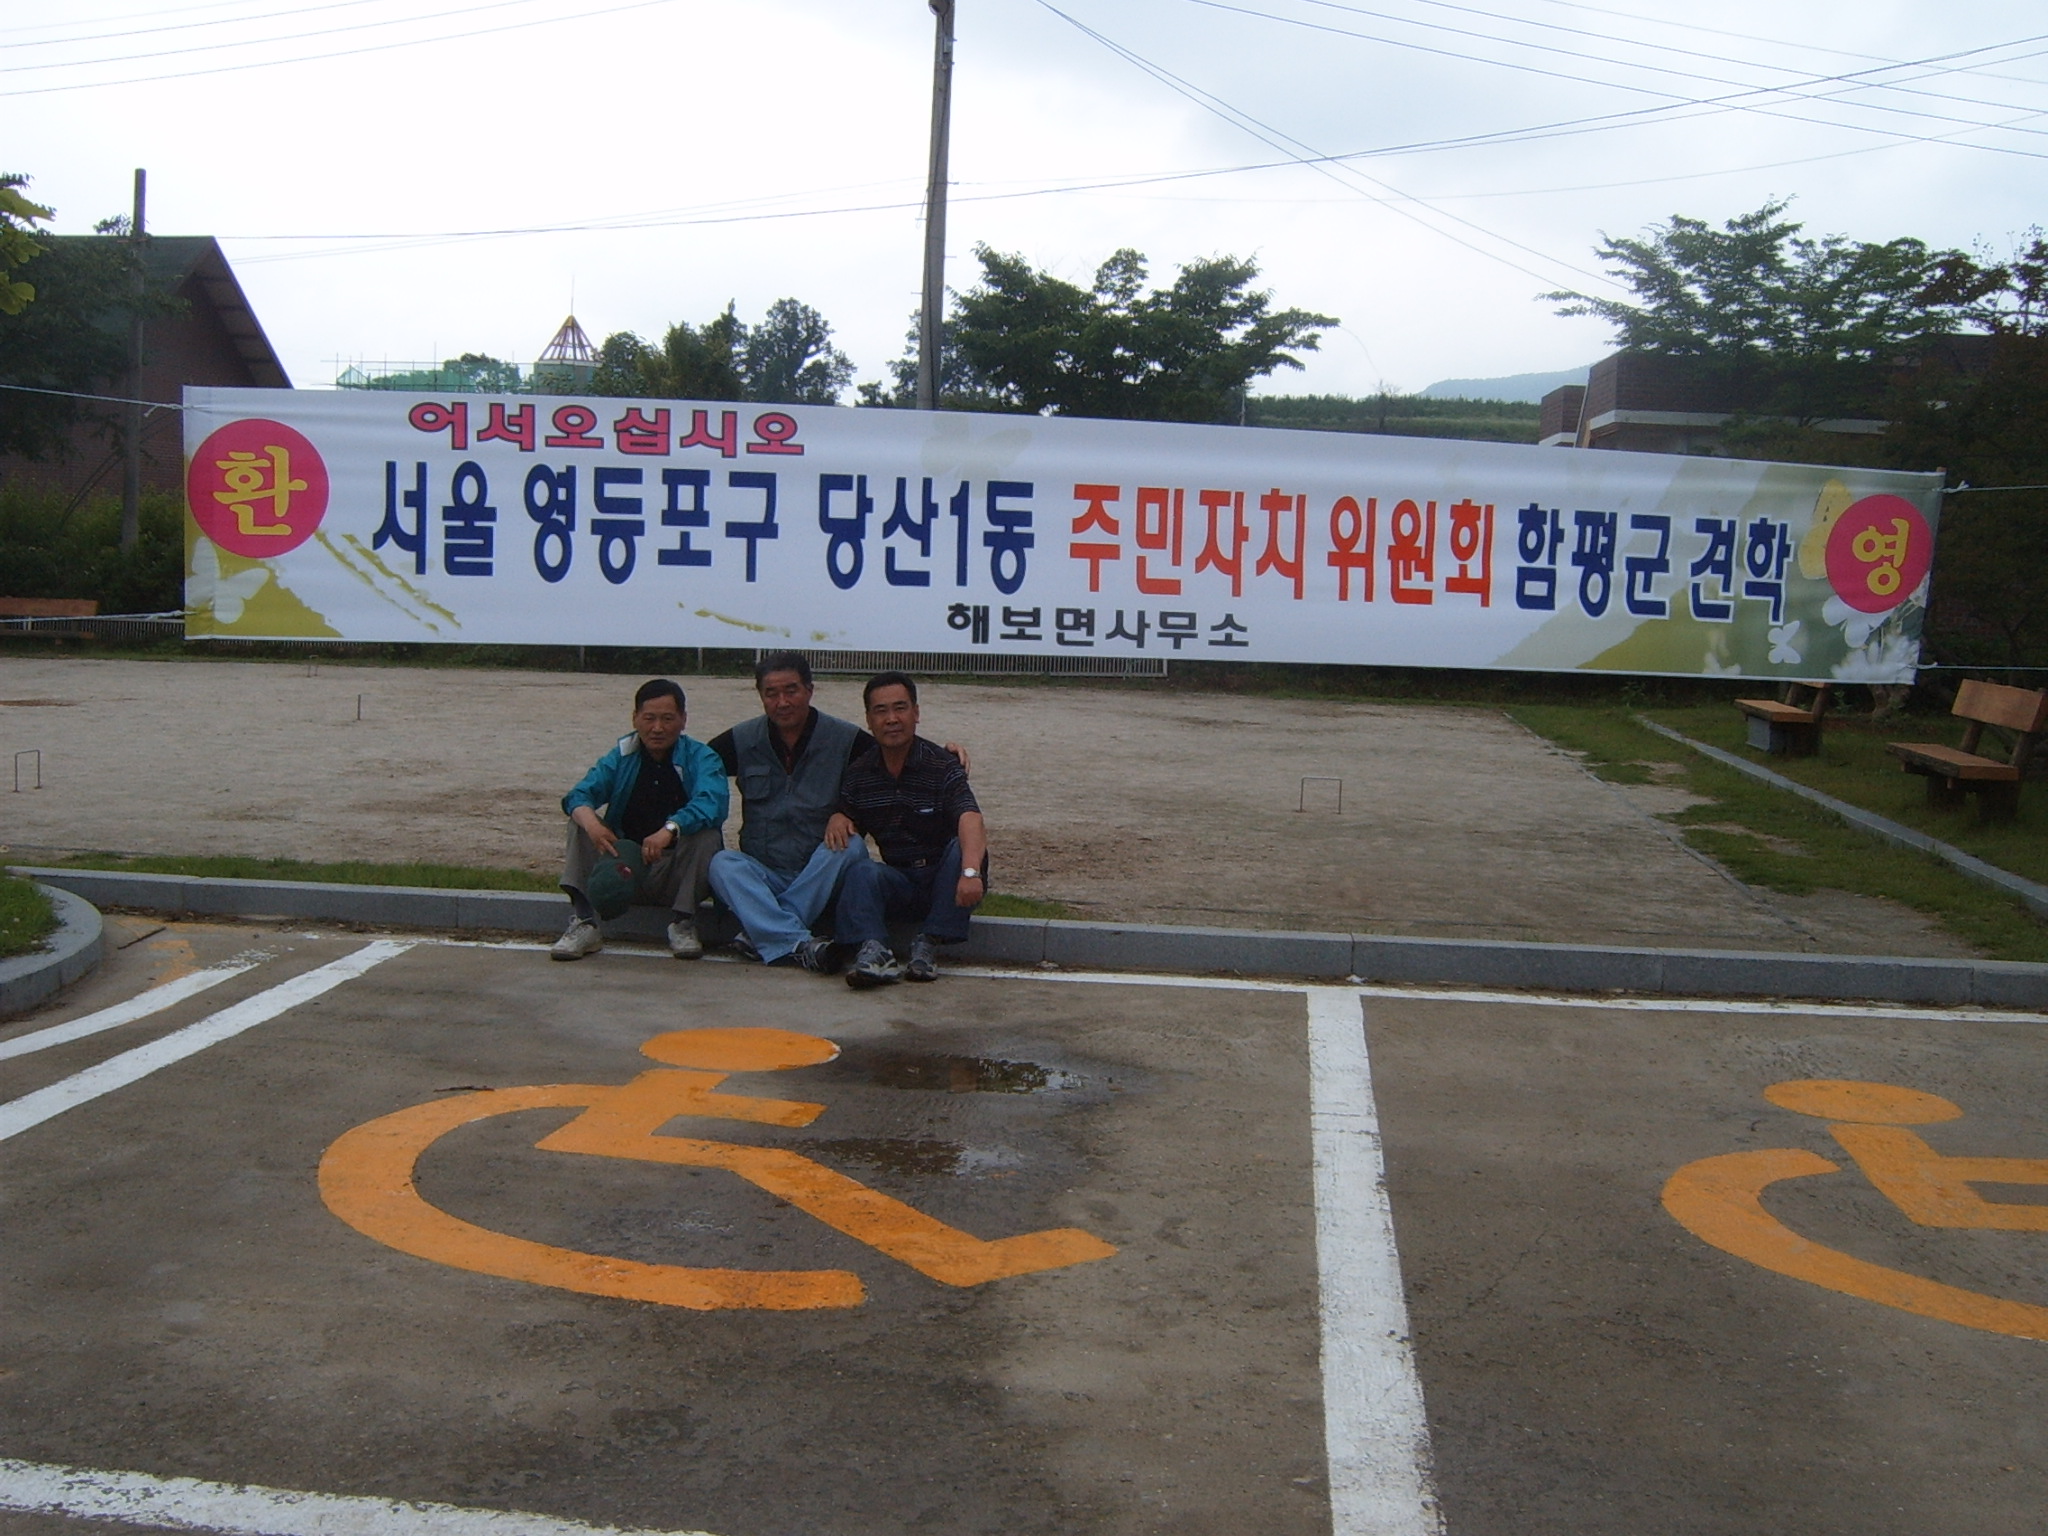 어서오십시오
환 서울 영등포구 당산1동 주민자치위원회 함평군 견학 영
해보면사무소